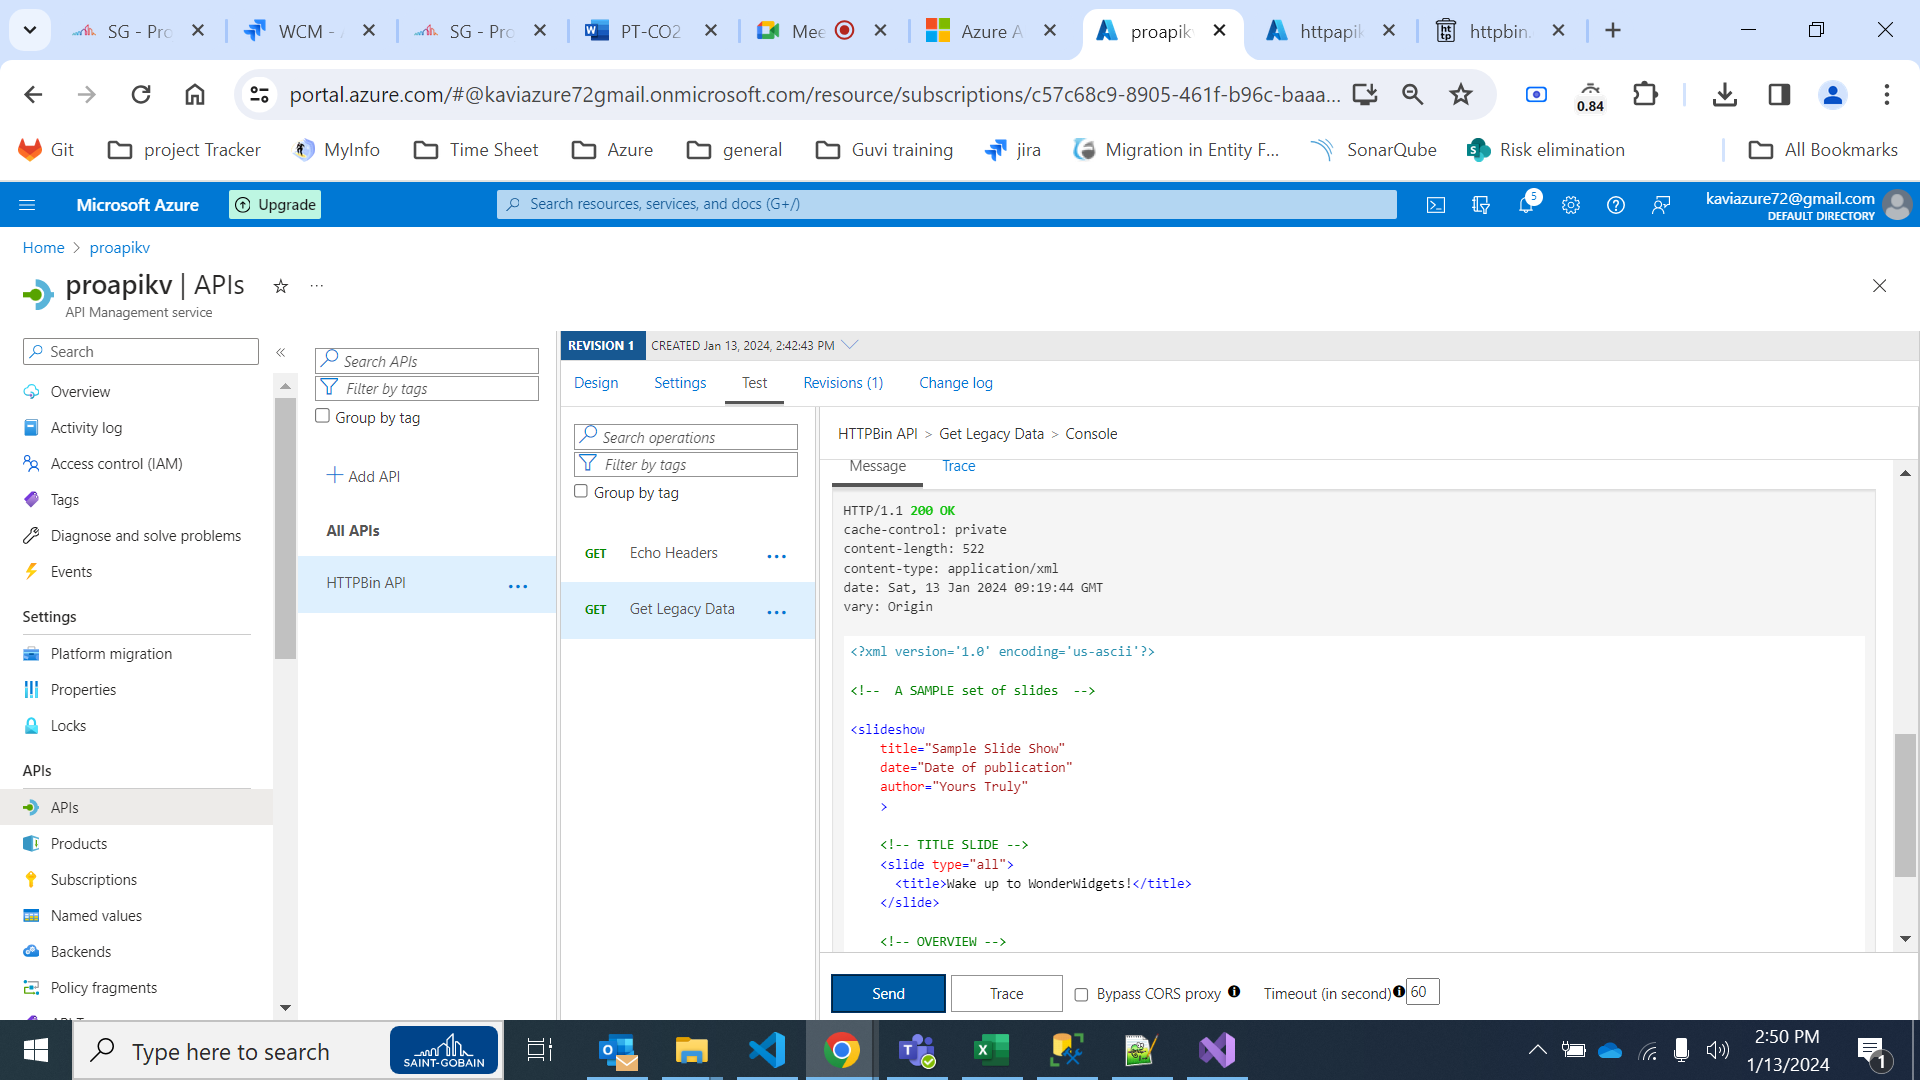 SG - Pro
WCM - A
SG - Pro
PT-CO2
Mee
Azure A
proapik
httpapik
httpbin.
portal.azure.com/#@kaviazure72gmail.onmicrosoft.com/resource/subscriptions/c57c68c9-8905-461f-b96c-baaa...
0.84
Git
project Tracker
MyInfo
Time Sheet
Azure
general
Guvi training
jira
Migration in Entity F...
SonarQube
Risk elimination
All Bookmarks
Microsoft Azure
Upgrade
Search resources, services, and docs (G+/)
5
kaviazure72@gmail.com
DEFAULT DIRECTORY
Home > proapikv
proapikv | APIs
API Management service
Search
Overview
Activity log
Access control (IAM)
Tags
Diagnose and solve problems
Events
Settings
Platform migration
Properties
Locks
APIs
APIs
Products
Subscriptions
Named values
Backends
Policy fragments
Search APIs
Filter by tags
Group by tag
Add API
All APIs
HTTPBin API
REVISION 1
CREATED Jan 13, 2024, 2:42:43 PM
Design
Settings
Test
Revisions (1)
Change log
Search operations
Filter by tags
Group by tag
GET Echo Headers
GET Get Legacy Data
HTTPBin API > Get Legacy Data > Console
Message
Trace
HTTP/1.1 200 OK
cache-control: private
content-length: 522
content-type: application/xml
date: Sat, 13 Jan 2024 09:19:44 GMT
vary: Origin
<?xml version='1.0' encoding='us-ascii'?>
<!--  A SAMPLE set of slides  -->
<slideshow
title="Sample Slide Show"
date="Date of publication"
author="Yours Truly"
>
<!-- TITLE SLIDE -->
<slide type="all">
<title>Wake up to WonderWidgets!</title>
</slide>
<!-- OVERVIEW -->
Send
Trace
Bypass CORS proxy
Timeout (in second)
60
Type here to search
SAINT-GOBAIN
2:50 PM
1/13/2024
1